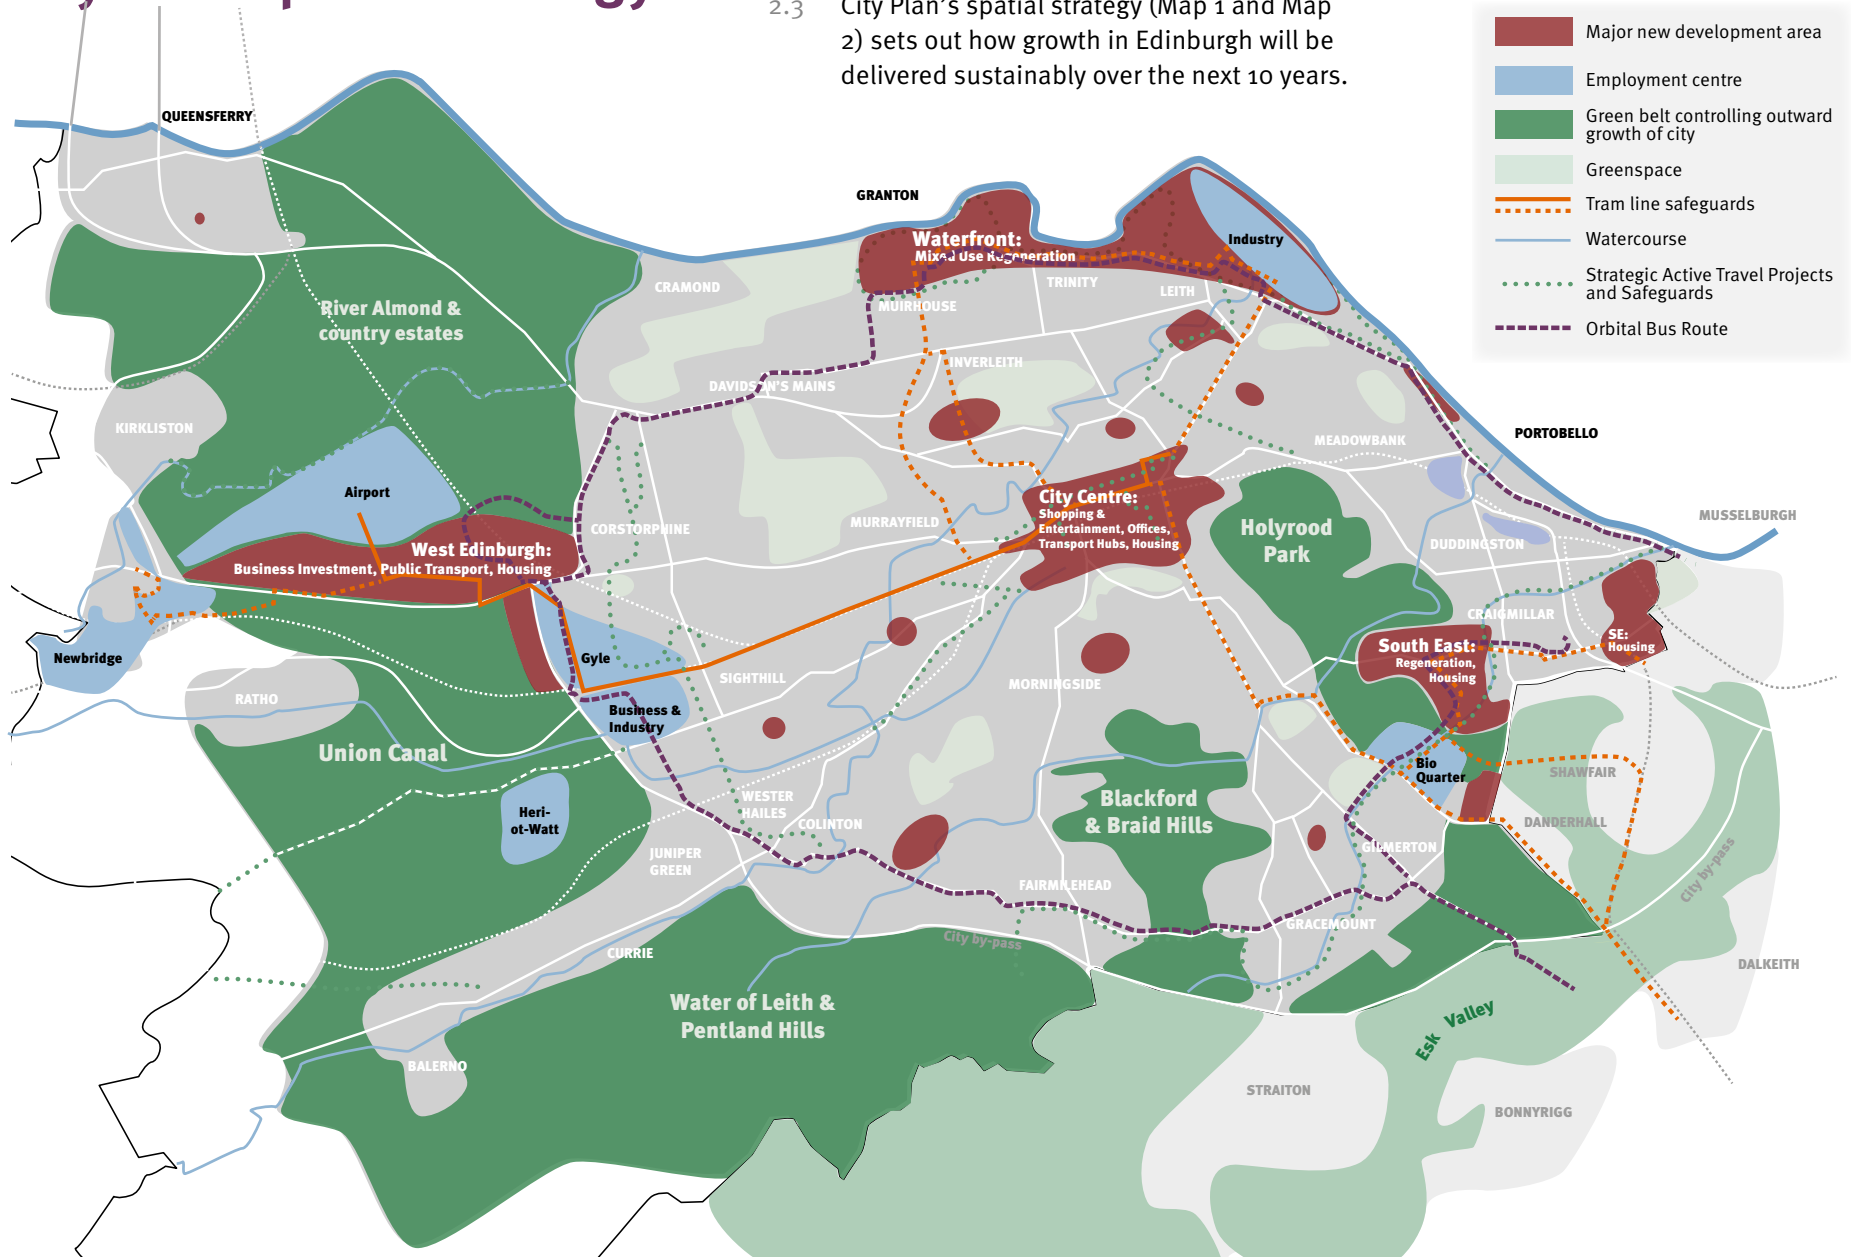 2.3
City Plan's spatial strategy (Map 1 and Map
2) sets out how growth in Edinburgh will be
delivered sustainably over the next 10 years.
Major new development area
Employment centre
Green belt controlling outward
growth of city
Greenspace
Tram line safeguards
Watercourse
Strategic Active Travel Projects
and Safeguards
Orbital Bus Route
QUEENSFERRY
GRANTON
Waterfront:
Mixed Use Regeneration
Industry
CRAMOND
TRINITY
LEITH
MUIRHOUSE
River Almond &
country estates
INVERLEITH
DAVIDSON'S MAINS
KIRKLISTON
MEADOWBANK
PORTOBELLO
Airport
City Centre:
Shopping &
Entertainment, Offices,
Transport Hubs, Housing
MUSSELBURGH
CORSTORPHINE
MURRAYFIELD
Holyrood
Park
DUDDINGSTON
West Edinburgh:
Business Investment, Public Transport, Housing
CRAIGMILLAR
SE:
Housing
South East:
Regeneration,
Housing
Newbridge
Gyle
SIGHTHILL
MORNINGSIDE
RATHO
Business &
Industry
Union Canal
Bio
Quarter
SHAWFAIR
Heri-
ot-Watt
WESTER
HAILES
COLINTON
Blackford
& Braid Hills
DANDERHALL
JUNIPER
GREEN
GILMERTON
City by-pass
FAIRMILEHEAD
GRACEMOUNT
City by-pass
CURRIE
DALKEITH
Water of Leith &
Pentland Hills
Esk Valley
BALERNO
STRAITON
BONNYRIGG